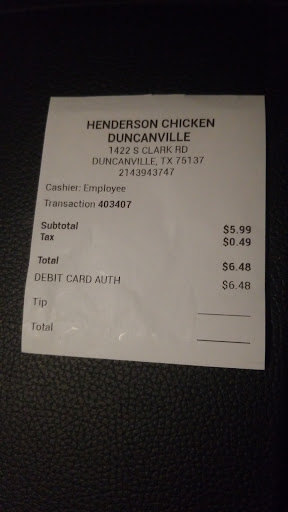 HENDERSON CHICKEN
DUNCANVILLE
1422 S CLARK RD
DUNCANVILLE, TX 75137
2143943747
Cashier: Employee
Transaction 403407
Subtotal $5.99
Tax $0.49
Total $6.48
DEBIT CARD AUTH $6.48
Tip
Total